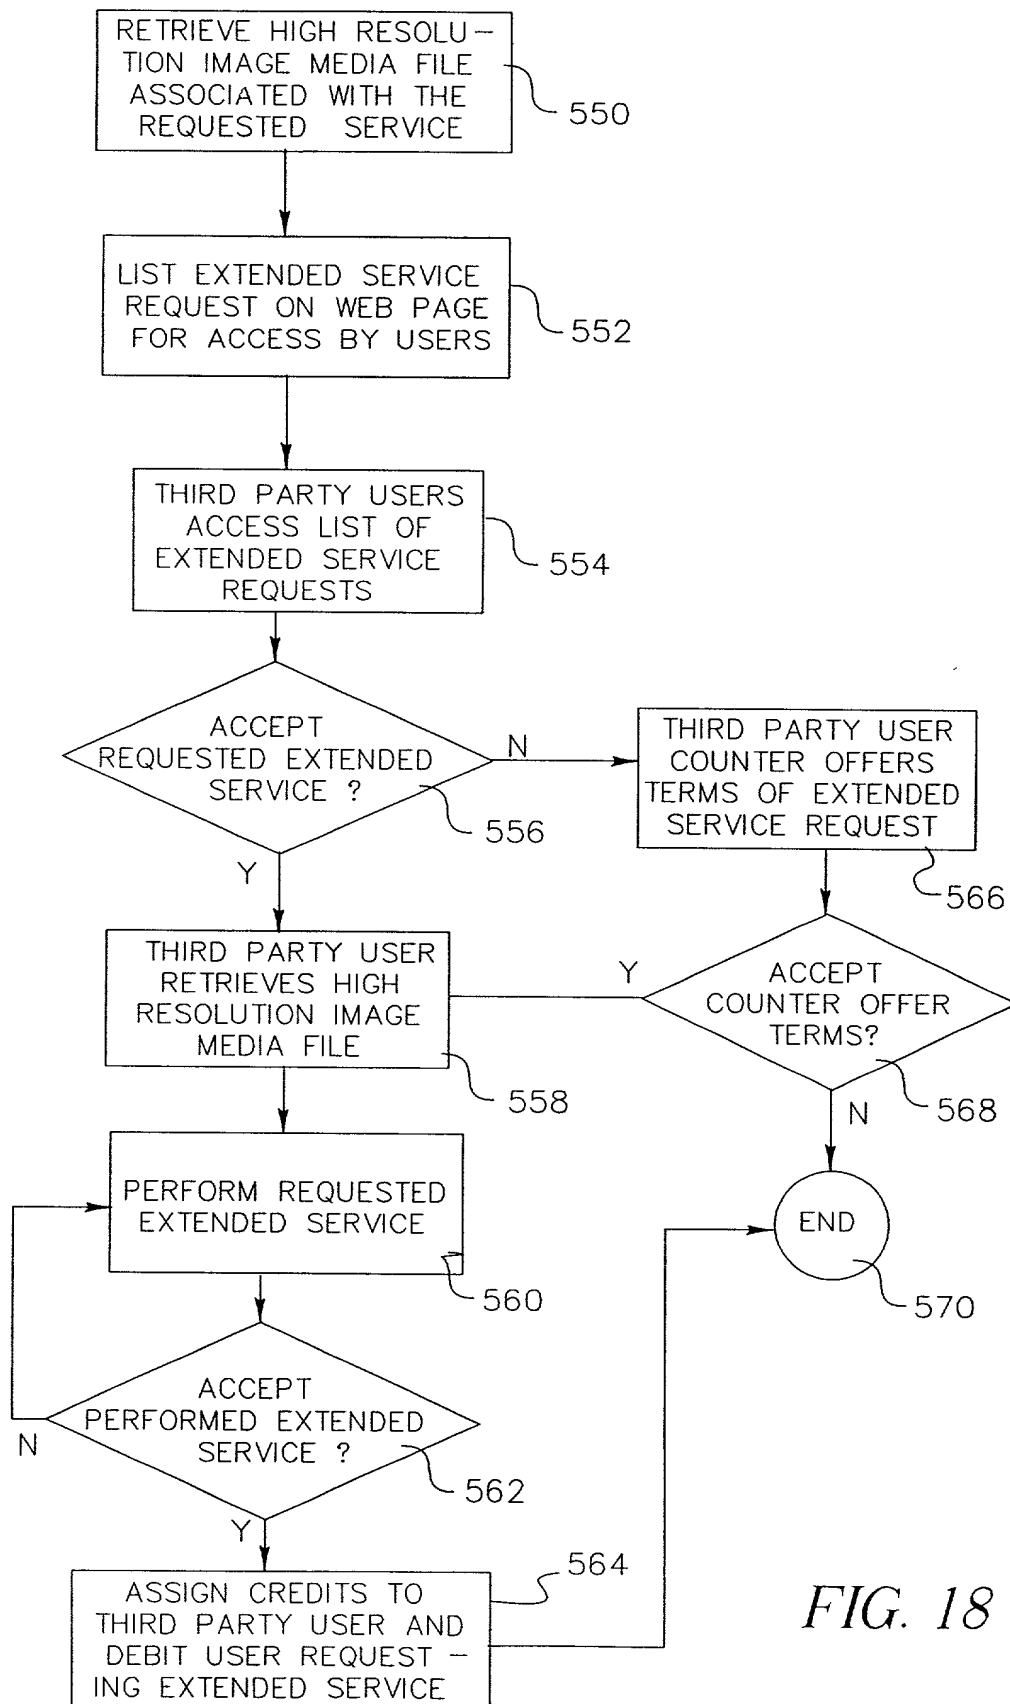 RETRIEVE HIGH RESOLU-
TION IMAGE MEDIA FILE
ASSOCIATED WITH THE
REQUESTED SERVICE
550
LIST EXTENDED SERVICE
REQUEST ON WEB PAGE
FOR ACCESS BY USERS
552
THIRD PARTY USERS
ACCESS LIST OF
EXTENDED SERVICE
REQUESTS
554
ACCEPT
REQUESTED EXTENDED
SERVICE ?
556
N
Y
THIRD PARTY USER
COUNTER OFFERS
TERMS OF EXTENDED
SERVICE REQUEST
566
THIRD PARTY USER
RETRIEVES HIGH
RESOLUTION IMAGE
MEDIA FILE
558
Y
ACCEPT
COUNTER OFFER
TERMS?
568
N
PERFORM REQUESTED
EXTENDED SERVICE
560
END
570
ACCEPT
PERFORMED EXTENDED
SERVICE ?
562
N
Y
ASSIGN CREDITS TO
THIRD PARTY USER AND
DEBIT USER REQUEST -
ING EXTENDED SERVICE
564
FIG. 18